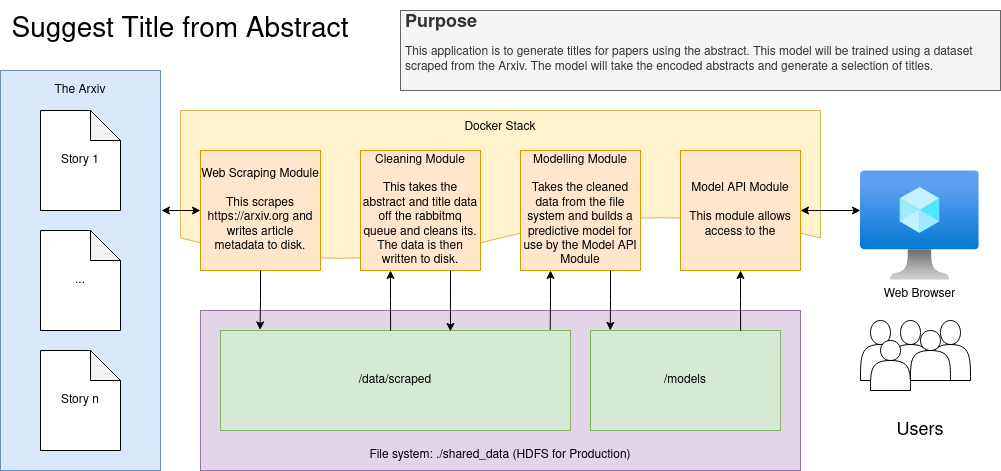 Suggest Title from Abstract
Purpose
This application is to generate titles for papers using the abstract. This model will be trained using a dataset
scraped from the Arxiv. The model will take the encoded abstracts and generate a selection of titles.
The Arxiv
Story 1
...
Story n
Docker Stack
Web Scraping Module
This scrapes
https://arxiv.org and
writes article
metadata to disk.
Cleaning Module
This takes the
abstract and title data
off the rabbitmq
queue and cleans its.
The data is then
written to disk.
Modelling Module
Takes the cleaned
data from the file
system and builds a
predictive model for
use by the Model API
Module
Model API Module
This module allows
access to the
Web Browser
/data/scraped
/models
File system: ./shared_data (HDFS for Production)
Users